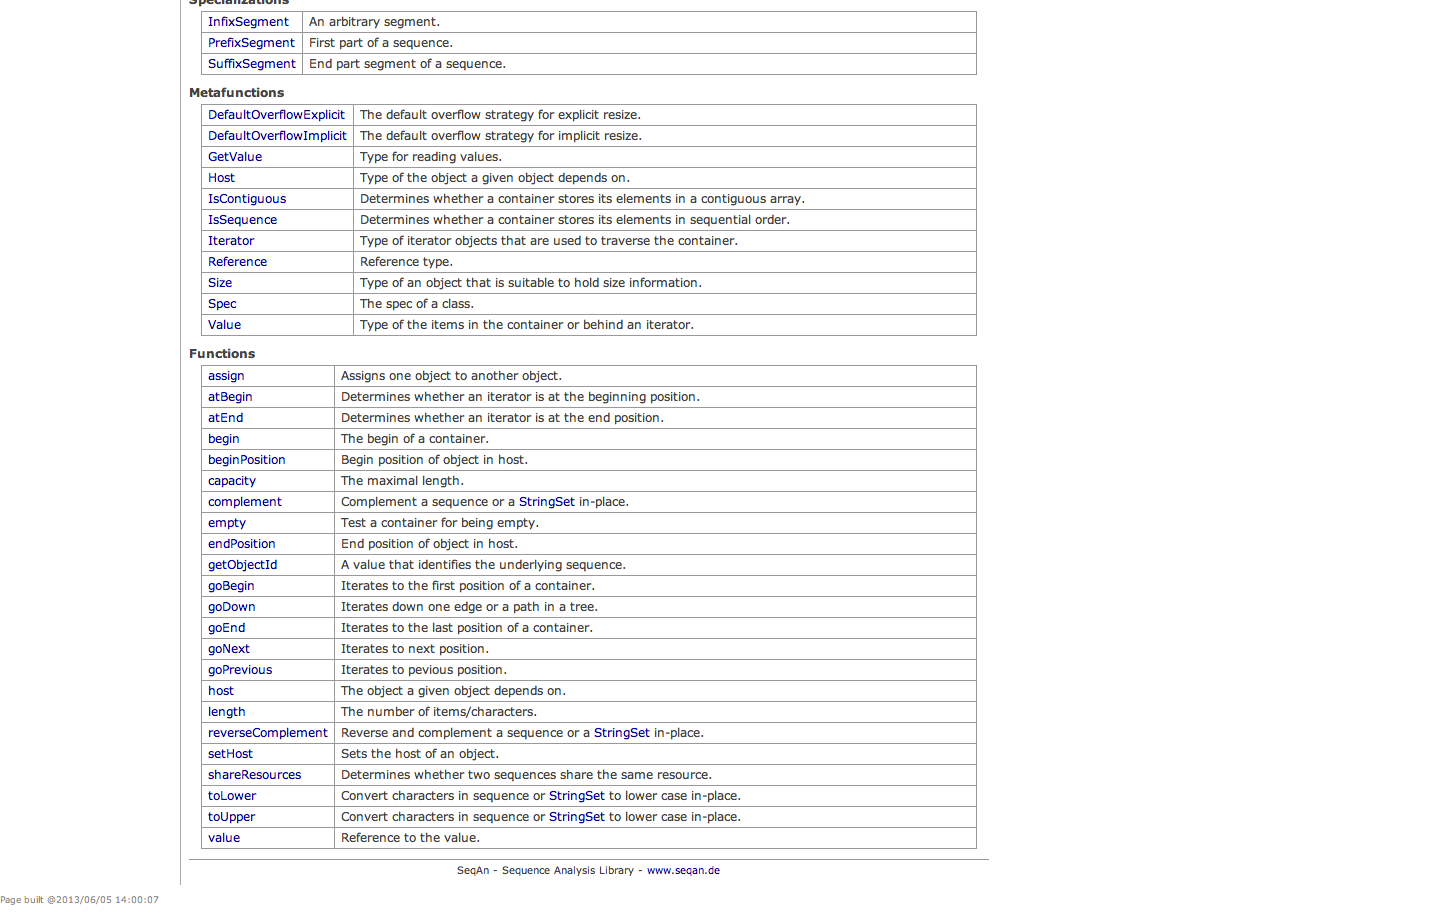 Specializations
InfixSegment An arbitrary segment.
PrefixSegment First part of a sequence.
SuffixSegment End part segment of a sequence.
Metafunctions
DefaultOverflowExplicit The default overflow strategy for explicit resize.
DefaultOverflowImplicit The default overflow strategy for implicit resize.
GetValue Type for reading values.
Host Type of the object a given object depends on.
IsContiguous Determines whether a container stores its elements in a contiguous array.
IsSequence Determines whether a container stores its elements in sequential order.
Iterator Type of iterator objects that are used to traverse the container.
Reference Reference type.
Size Type of an object that is suitable to hold size information.
Spec The spec of a class.
Value Type of the items in the container or behind an iterator.
Functions
assign Assigns one object to another object.
atBegin Determines whether an iterator is at the beginning position.
atEnd Determines whether an iterator is at the end position.
begin The begin of a container.
beginPosition Begin position of object in host.
capacity The maximal length.
complement Complement a sequence or a StringSet in-place.
empty Test a container for being empty.
endPosition End position of object in host.
getObjectId A value that identifies the underlying sequence.
goBegin Iterates to the first position of a container.
goDown Iterates down one edge or a path in a tree.
goEnd Iterates to the last position of a container.
goNext Iterates to next position.
goPrevious Iterates to pevious position.
host The object a given object depends on.
length The number of items/characters.
reverseComplement Reverse and complement a sequence or a StringSet in-place.
setHost Sets the host of an object.
shareResources Determines whether two sequences share the same resource.
toLower Convert characters in sequence or StringSet to lower case in-place.
toUpper Convert characters in sequence or StringSet to lower case in-place.
value Reference to the value.
SeqAn - Sequence Analysis Library - www.seqan.de
Page built @2013/06/05 14:00:07